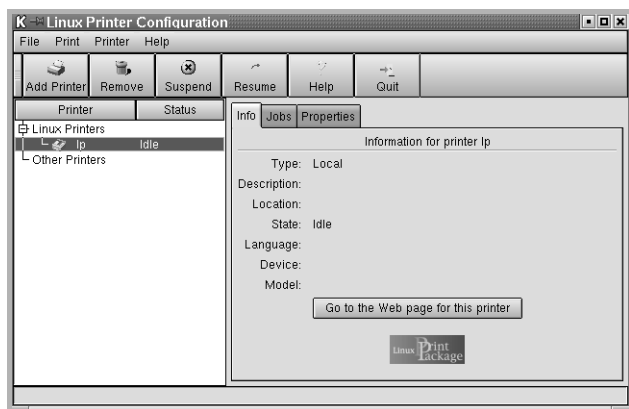 Linux Printer Configuration
File Print Printer Help
Add Printer Remove Suspend Resume Help Quit
Printer Status
Linux Printers
lp Idle
Other Printers
Info Jobs Properties
Information for printer lp
Type: Local
Description:
Location:
State: Idle
Language:
Device:
Model:
Go to the Web page for this printer
Linux Print Package